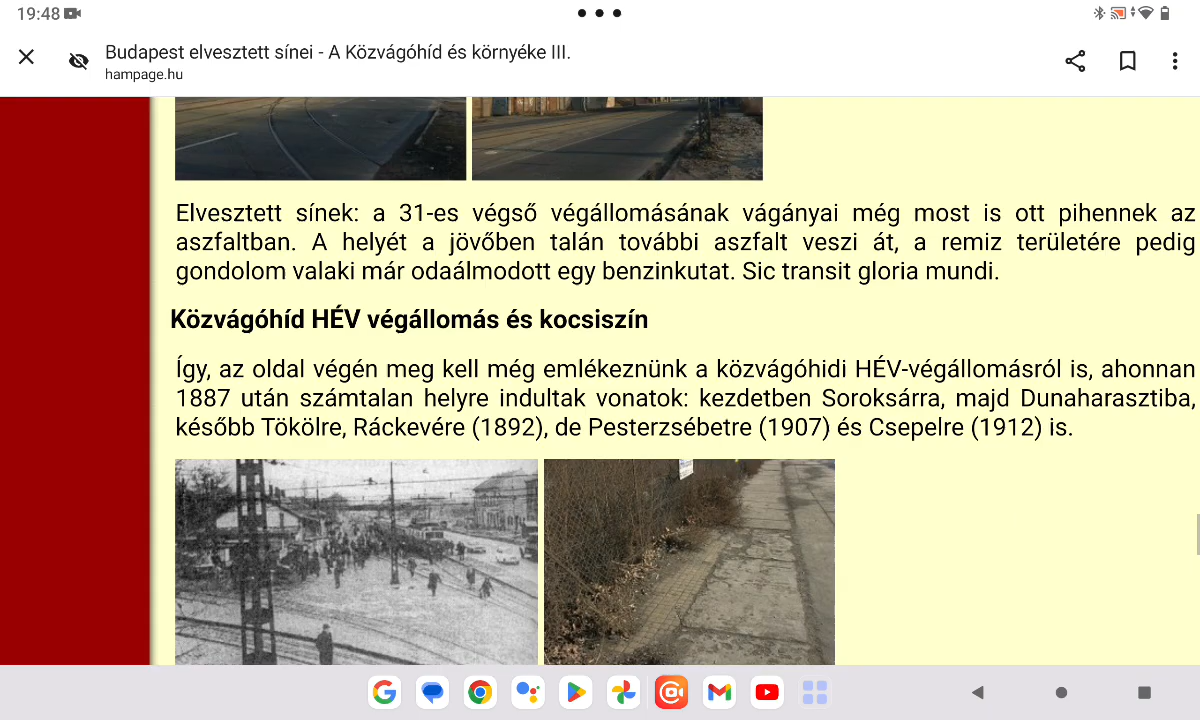 19:48
Budapest elvesztett sínei - A Közvágóhíd és környéke III.
hampage.hu
Elvesztett sínek: a 31-es végső végállomásának vágányai még most is ott pihennek az
aszfaltban. A helyét a jövőben talán további aszfalt veszi át, a remiz területére pedig
gondolom valaki már odaálmodott egy benzinkutat. Sic transit gloria mundi.
Közvágóhíd HÉV végállomás és kocsiszín
Így, az oldal végén meg kell még emlékeznünk a közvágóhidi HÉV-végállomásról is, ahonnan
1887 után számtalan helyre indultak vonatok: kezdetben Soroksárra, majd Dunaharasztiba,
később Tökölre, Ráckevére (1892), de Pesterzsébetre (1907) és Csepelre (1912) is.